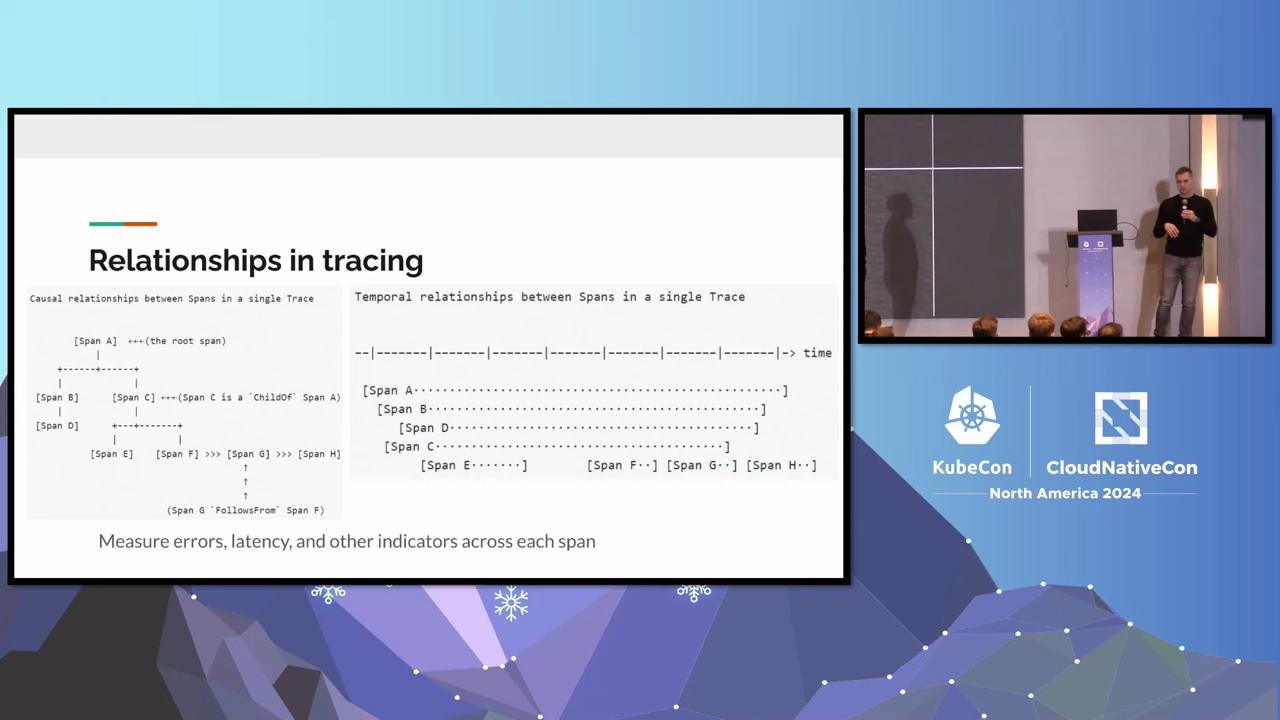 Relationships in tracing
Causal relationships between Spans in a single Trace
[Span A] ←←←(the root span)
|
+------+------+
| |
[Span B] [Span C] ←←←(Span C is a `ChildOf` Span A)
| |
[Span D] +---+-------+
| |
[Span E] [Span F] >>> [Span G] >>> [Span H]
↑
↑
↑
(Span G `FollowsFrom` Span F)
Temporal relationships between Spans in a single Trace
––|–––––––|–––––––|–––––––|–––––––|–––––––|–––––––|–––––––|–> time
[Span A···················································]
[Span B··············································]
[Span D··········································]
[Span C········································]
[Span E·······] [Span F··] [Span G··] [Span H··]
Measure errors, latency, and other indicators across each span
KubeCon
CloudNativeCon
North America 2024